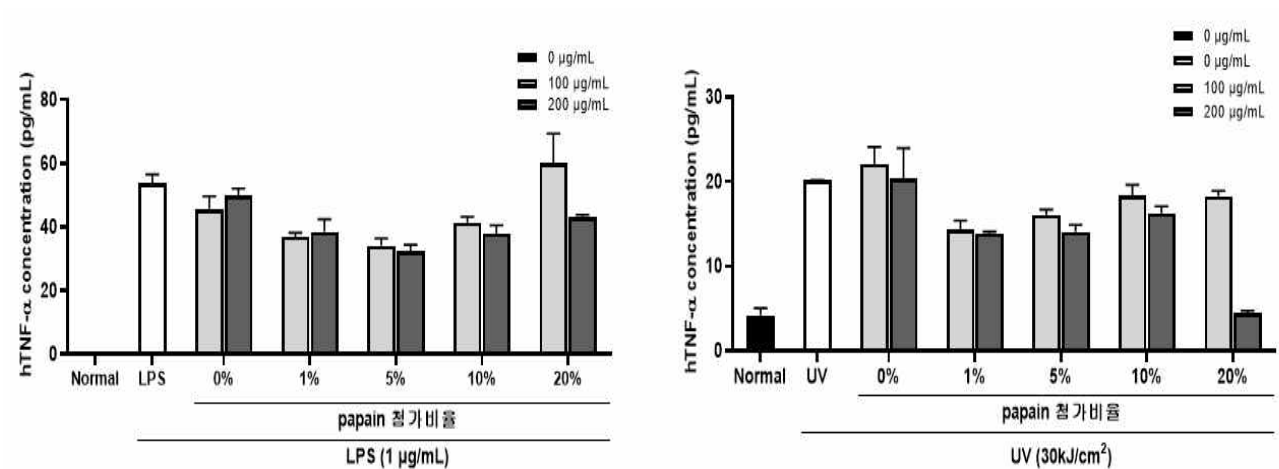 0 µg/mL
100 µg/mL
200 µg/mL
hTNF-α concentration (pg/mL)
80
60
40
20
0
Normal LPS 0% 1% 5% 10% 20%
papain 첨가비율
LPS (1 µg/mL)
0 µg/mL
0 µg/mL
100 µg/mL
200 µg/mL
hTNF-α concentration (pg/mL)
30
20
10
0
Normal UV 0% 1% 5% 10% 20%
papain 첨가비율
UV (30kJ/cm²)